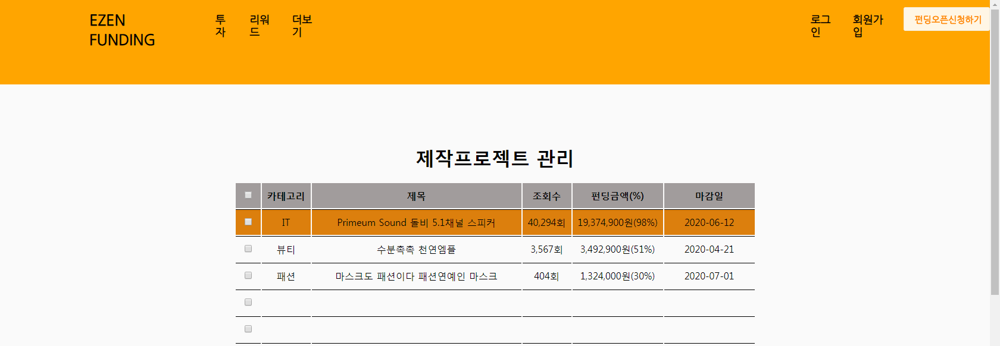 EZEN
FUNDING
투
자
리워
드
더보
기
로그
인
회원가
입
펀딩오픈신청하기
제작프로젝트 관리
카테고리 제목 조회수 펀딩금액(%) 마감일
IT Primeum Sound 돌비 5.1채널 스피커 40,294회 19,374,900원(98%) 2020-06-12
뷰티 수분촉촉 천연엠플 3,567회 3,492,900원(51%) 2020-04-21
패션 마스크도 패션이다 패션연예인 마스크 404회 1,324,000원(30%) 2020-07-01